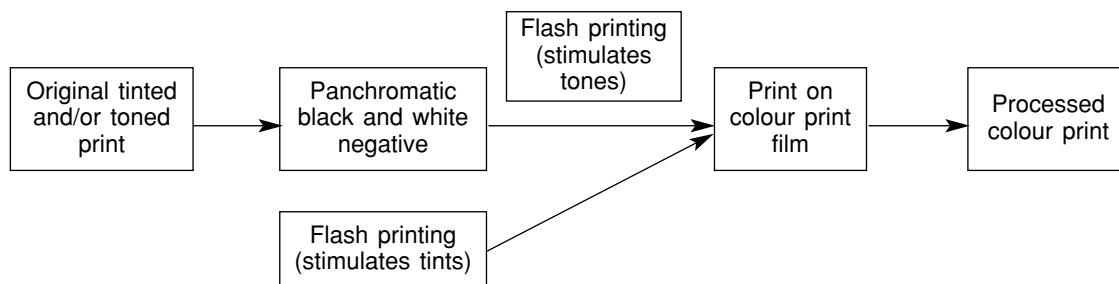 Original tinted
and/or toned
print
Panchromatic
black and white
negative
Flash printing
(stimulates
tones)
Print on
colour print
film
Processed
colour print
Flash printing
(stimulates tints)